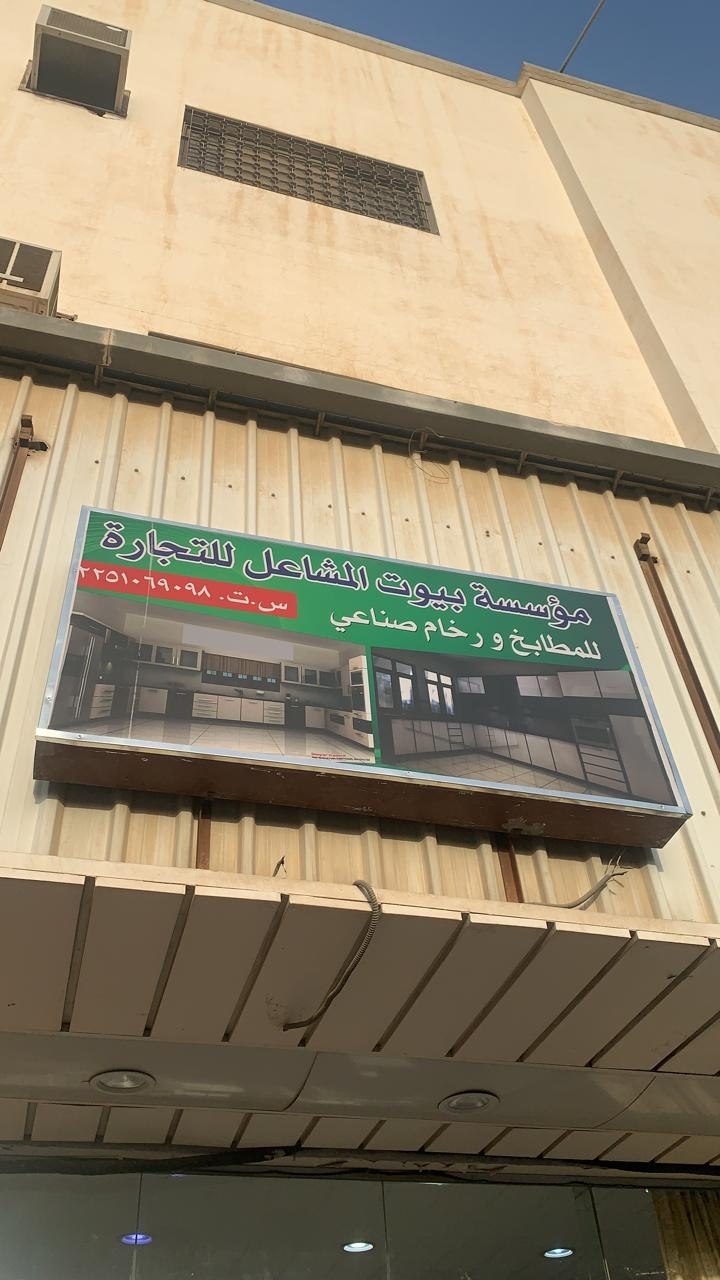 مؤسسة بيوت المشاعل للتجارة
للمطابخ و رخام صناعي
س.ت. ٢٢٥١٠٦٩٠٩٨